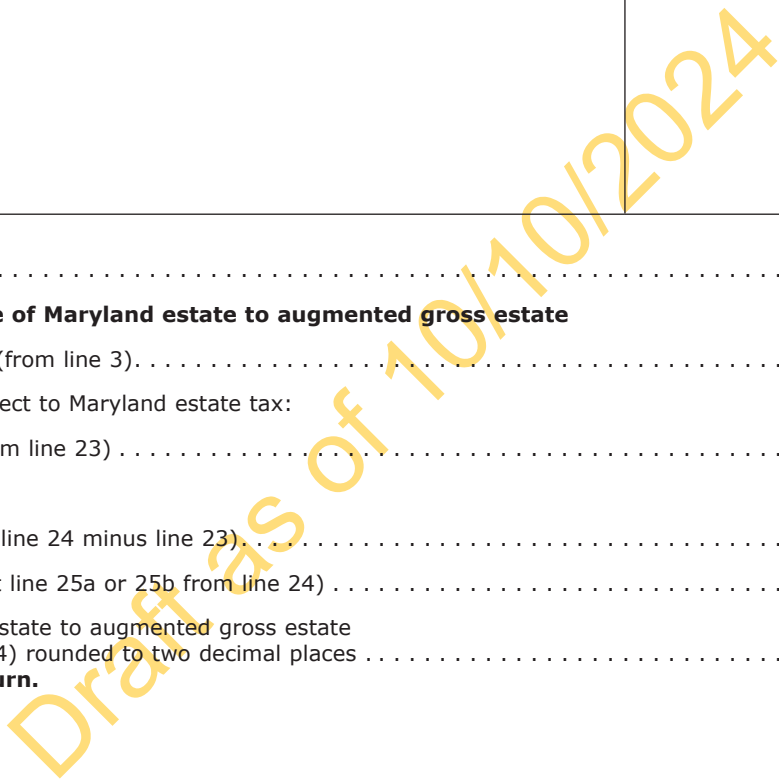 . . . . . . . . . . . . . . . . . . . . . . . . . . . . . . . . . . . . . . . . . . . . . . . . . . .
e of Maryland estate to augmented gross estate
(from line 3). . . . . . . . . . . . . . . . . . . . . . . . . . . . . . . . . . . . . . . . . .
ect to Maryland estate tax:
m line 23) . . . . . . . . . . . . . . . . . . . . . . . . . . . . . . . . . . . . . . . . . . .
line 24 minus line 23). . . . . . . . . . . . . . . . . . . . . . . . . . . . . . . . . . .
t line 25a or 25b from line 24) . . . . . . . . . . . . . . . . . . . . . . . . . . . . .
state to augmented gross estate
4) rounded to two decimal places . . . . . . . . . . . . . . . . . . . . . . . . . . .
urn.
Draft as of 10/10/2024